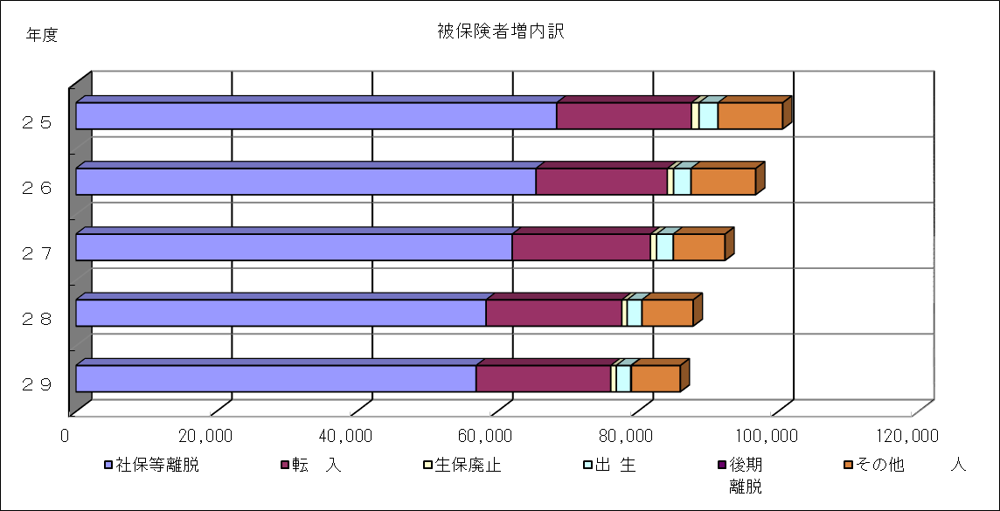 被保険者増内訳
年度
２５
２６
２７
２８
２９
0 20,000 40,000 60,000 80,000 100,000 120,000
社保等離脱 転　入 生保廃止 出 生 後期 その他 人
離脱